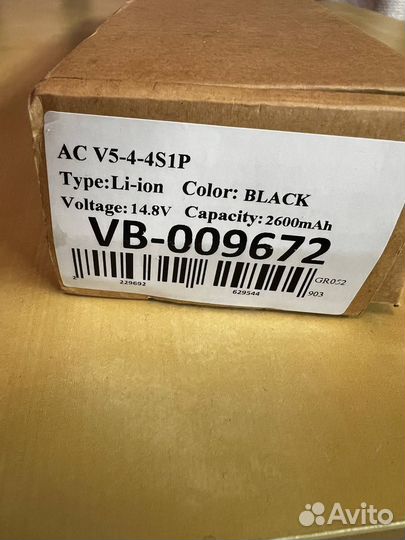 AC V5-4-4S1P
Type:Li-ion Color: BLACK
Voltage: 14.8V Capacity: 2600mAh
VB-009672
GR052
2 229692 629544 903
Avito